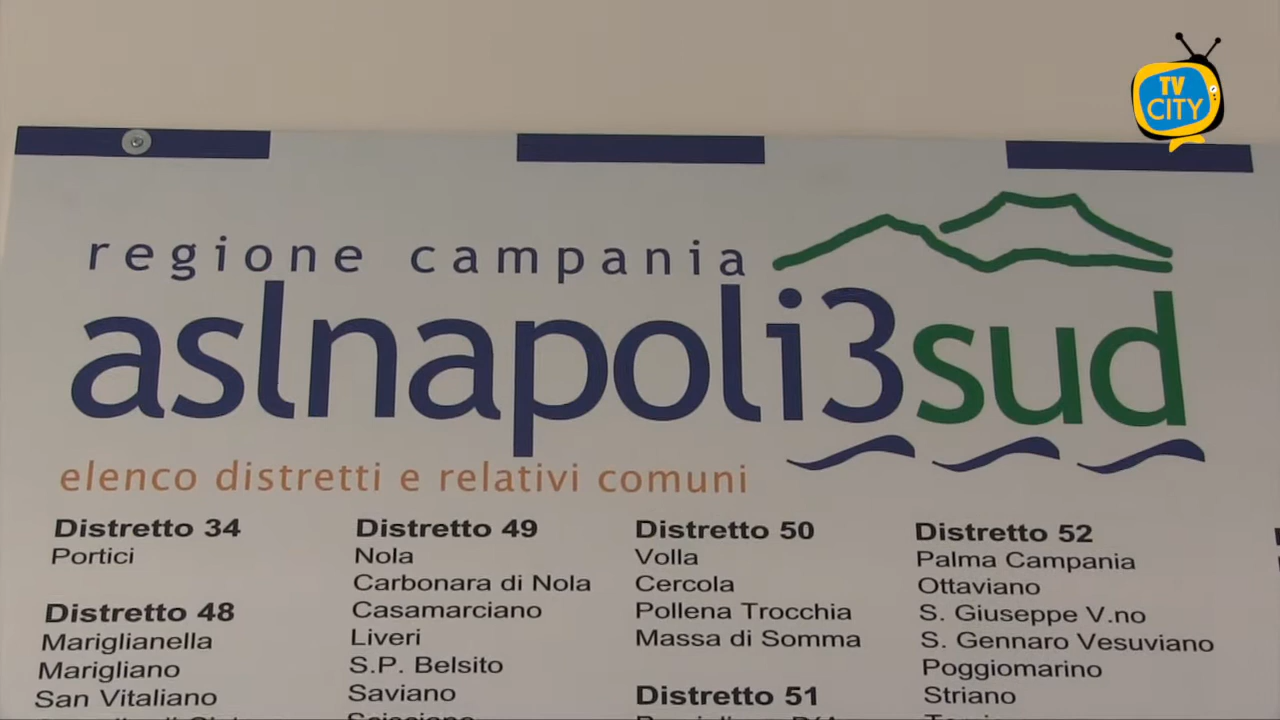 TV
CITY
regione campania
aslnapoli3sud
elenco distretti e relativi comuni
Distretto 34
Portici
Distretto 48
Mariglianella
Marigliano
San Vitaliano
Distretto 49
Nola
Carbonara di Nola
Casamarciano
Liveri
S.P. Belsito
Saviano
Distretto 50
Volla
Cercola
Pollena Trocchia
Massa di Somma
Distretto 51
Distretto 52
Palma Campania
Ottaviano
S. Giuseppe V.no
S. Gennaro Vesuviano
Poggiomarino
Striano